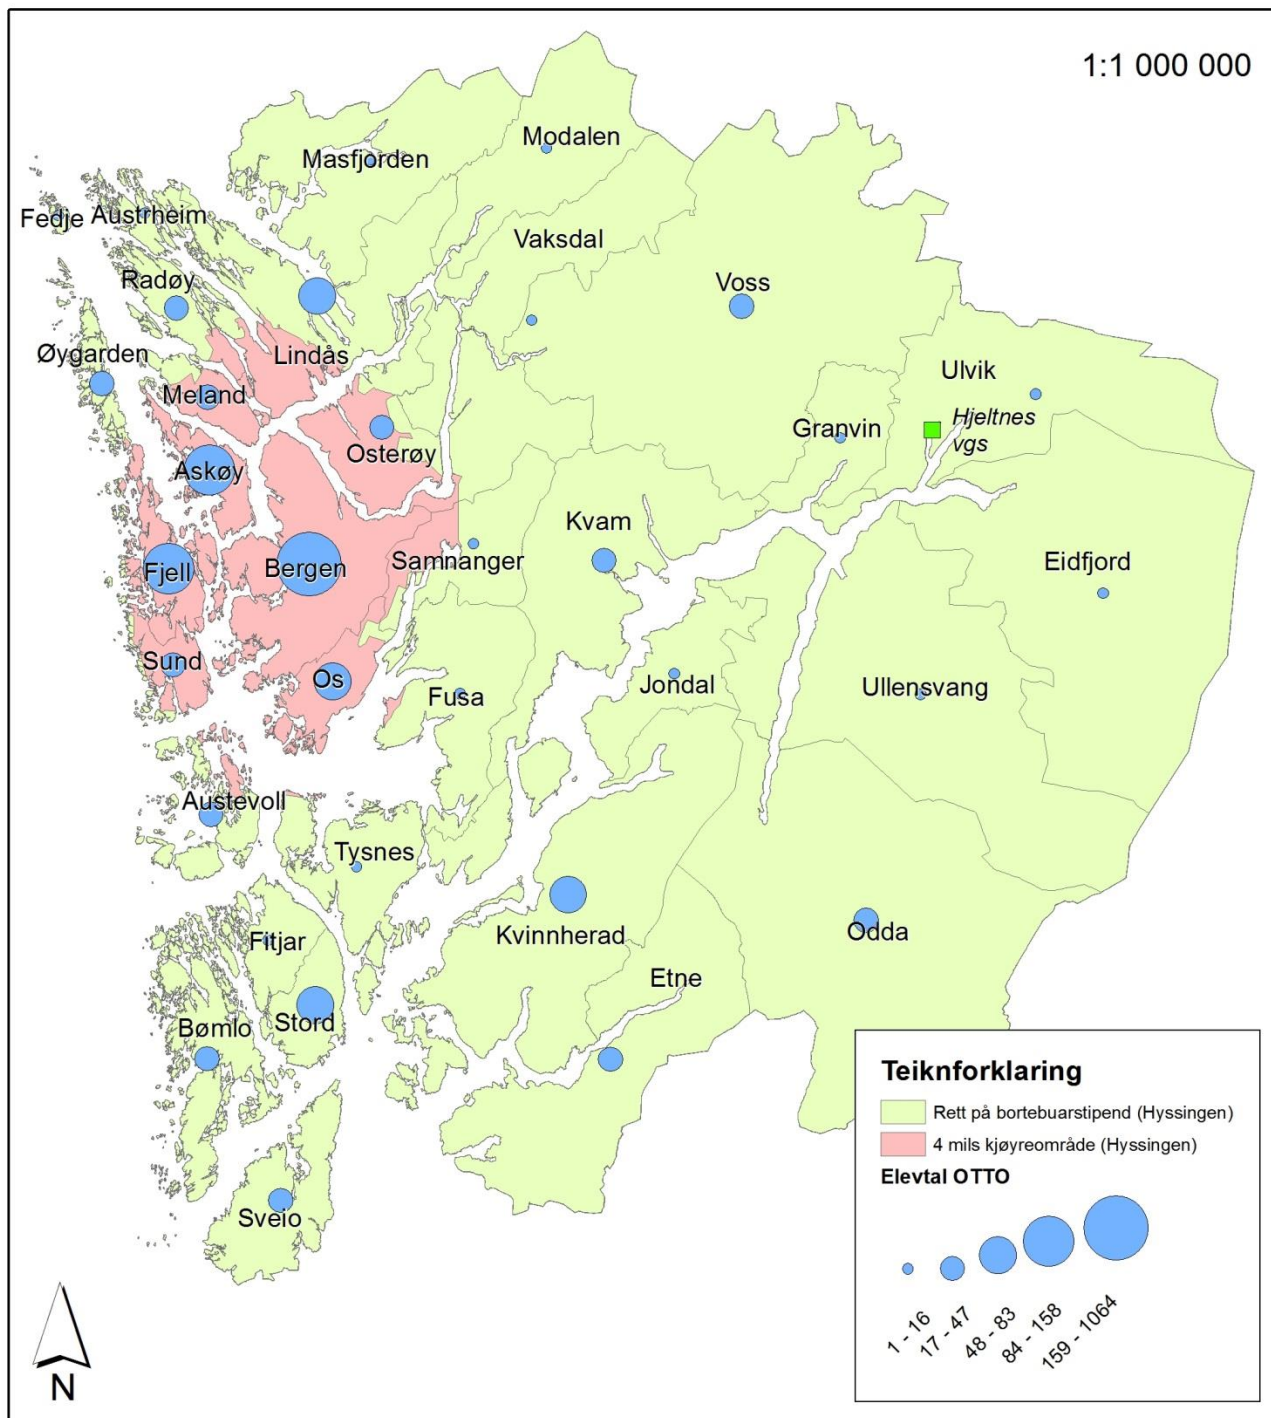 1:1 000 000
Modalen
Masfjorden
Fedje
Austrheim
Vaksdal
Radøy
Voss
Øygarden
Lindås
Ulvik
Meland
Hjeltnes
vgs
Granvin
Osterøy
Askøy
Kvam
Samnanger
Eidfjord
Fjell
Bergen
Sund
Os
Fusa
Jondal
Ullensvang
Austevoll
Tysnes
Fitjar
Kvinnherad
Odda
Etne
Stord
Bømlo
Sveio
Teiknforklaring
Rett på bortebuarstipend (Hyssingen)
4 mils kjøyreområde (Hyssingen)
Elevtal OTTO
1 - 16
17 - 47
48 - 83
84 - 158
159 - 1064
N